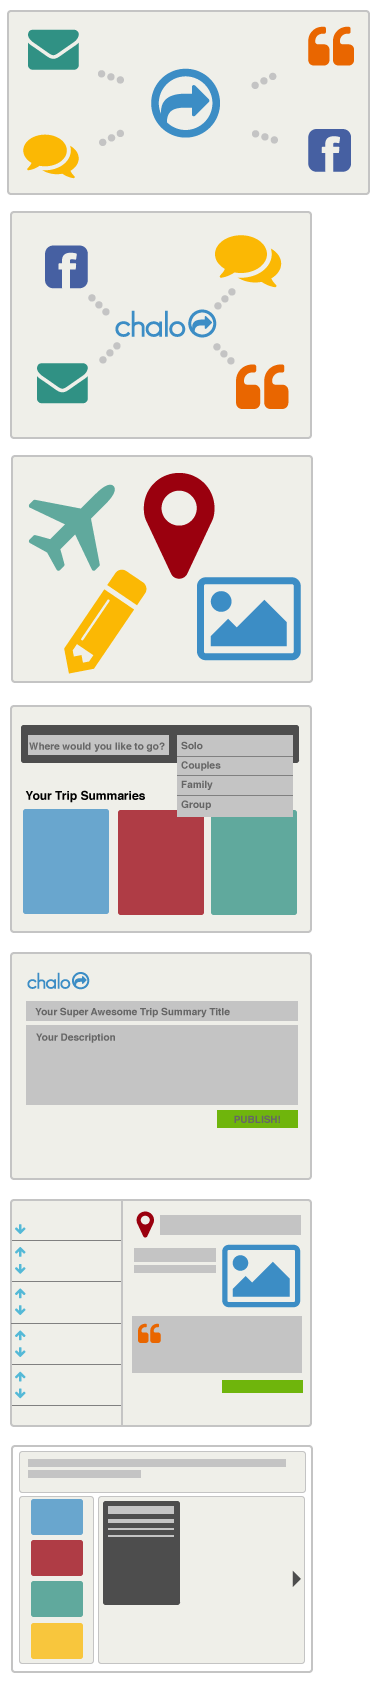 chalo
Where would you like to go?
Solo
Couples
Family
Group
Your Trip Summaries
chalo
Your Super Awesome Trip Summary Title
Your Description
PUBLISH!